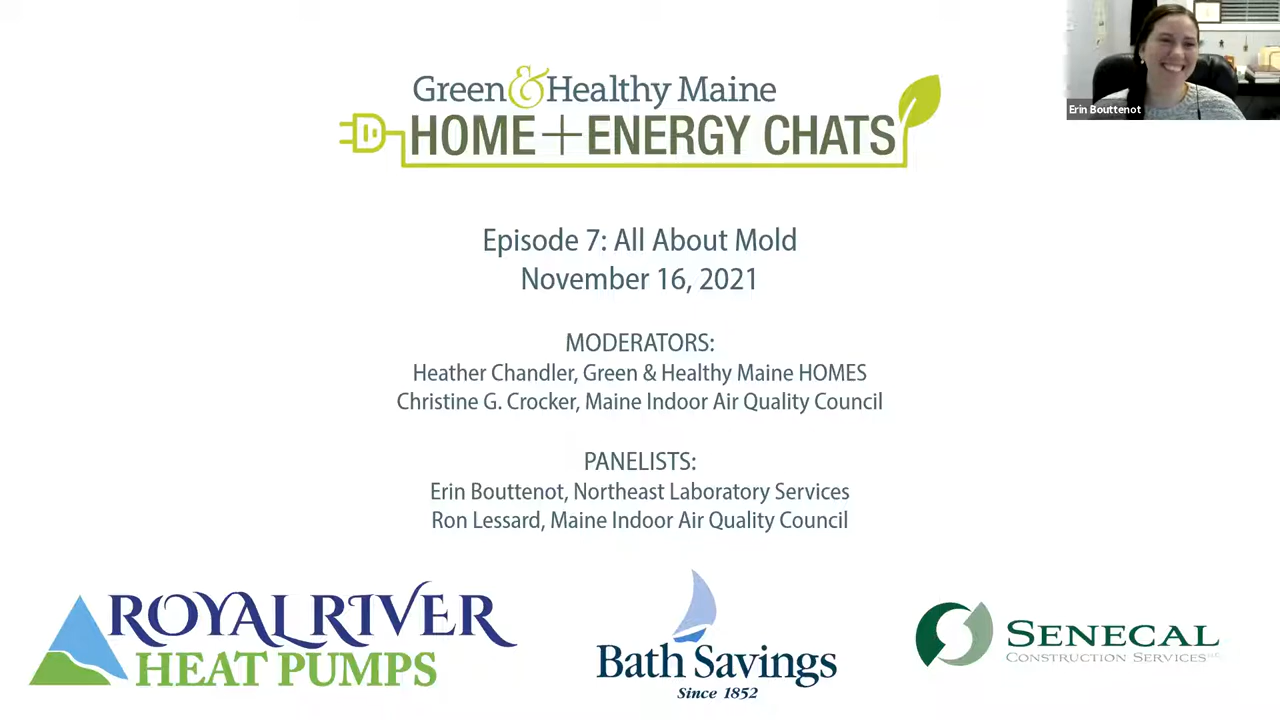 Green & Healthy Maine
HOME + ENERGY CHATS
Erin Bouttenot
Episode 7: All About Mold
November 16, 2021
MODERATORS:
Heather Chandler, Green & Healthy Maine HOMES
Christine G. Crocker, Maine Indoor Air Quality Council
PANELISTS:
Erin Bouttenot, Northeast Laboratory Services
Ron Lessard, Maine Indoor Air Quality Council
ROYAL RIVER
HEAT PUMPS
Bath Savings
Since 1852
SENECAL
CONSTRUCTION SERVICES